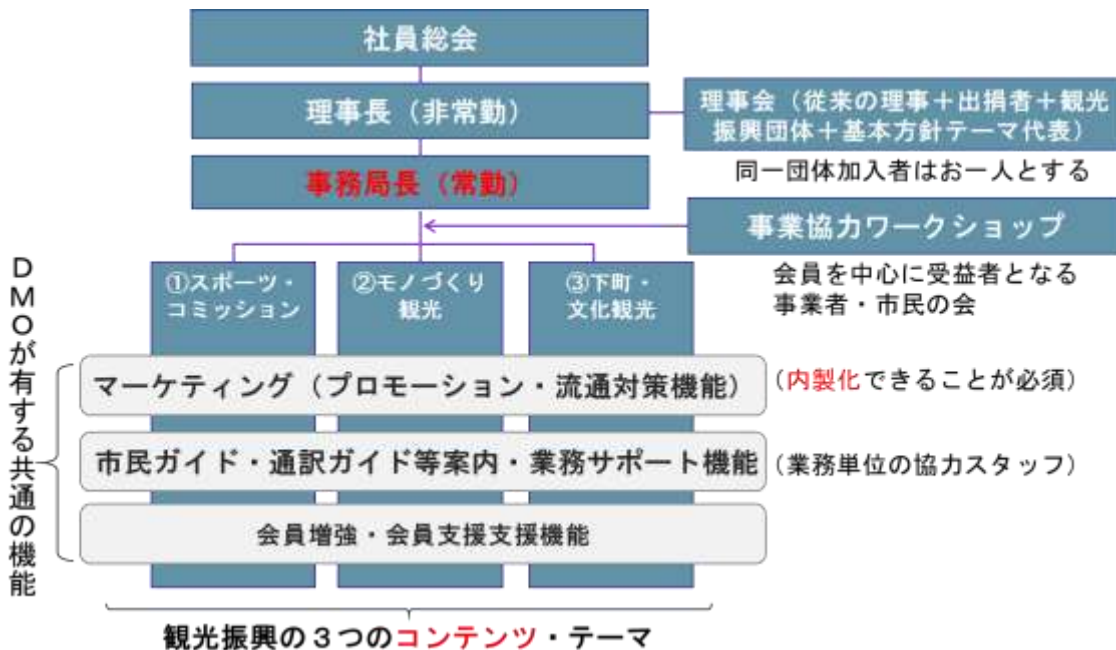 社員総会
理事長（非常勤）
理事会（従来の理事＋出捐者＋観光
振興団体＋基本方針テーマ代表）
同一団体加入者はお一人とする
事務局長（常勤）
事業協力ワークショップ
会員を中心に受益者となる
事業者・市民の会
①スポーツ・
コミッション
②モノづくり
観光
③下町・
文化観光
DMOが有する共通の機能
マーケティング（プロモーション・流通対策機能）
（内製化できることが必須）
市民ガイド・通訳ガイド等案内・業務サポート機能
（業務単位の協力スタッフ）
会員増強・会員支援支援機能
観光振興の３つのコンテンツ・テーマ